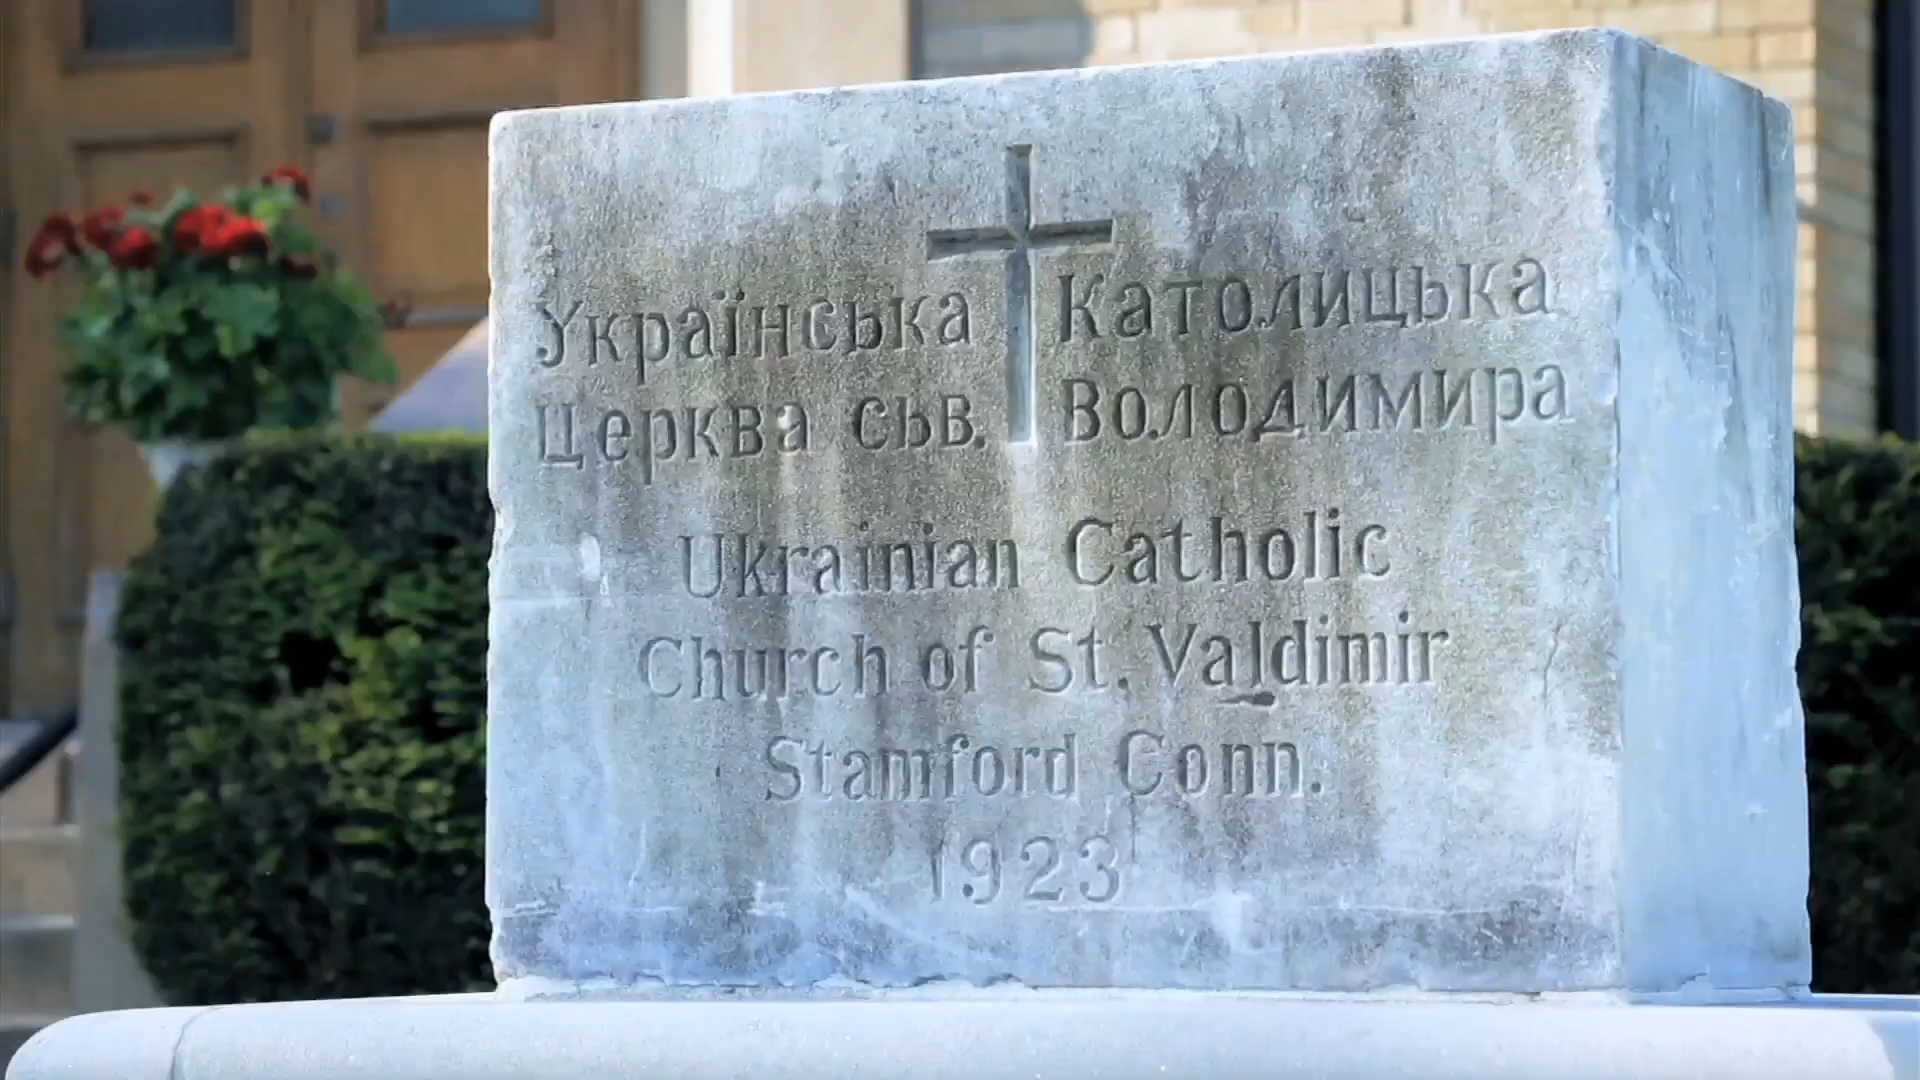 Українська Католицька
Церква сьв. Володимира
Ukrainian Catholic
Church of St. Valdimir
Stamford Conn.
1923